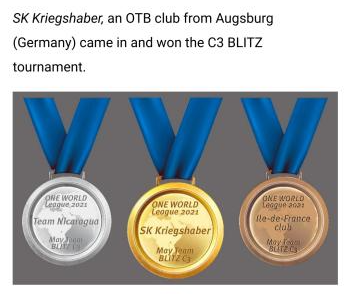 SK Kriegshaber, an OTB club from Augsburg
(Germany) came in and won the C3 BLITZ
tournament.
ONE WORLD
League 2021
Team Nicaragua
May Team
BLITZ C3
ONE WORLD
League 2021
SK Kriegshaber
May Team
BLITZ C3
ONE WORLD
League 2021
Ile-de-France
club
May Team
BLITZ C3